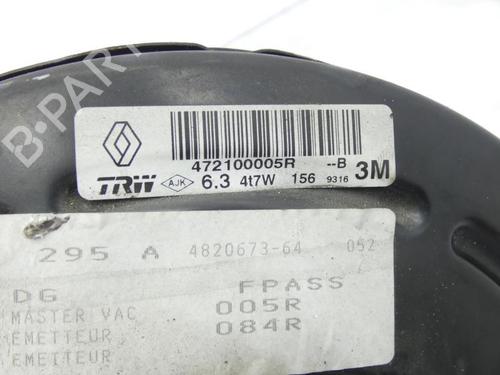 B-PARTS
472100005R --B
TRW AJK 6.3 4t7W 156 9316 3M
295 A 4820673-64 052
DG FPASS
MASTER VAC 005R
EMETTEUR 084R
EMETTEUR